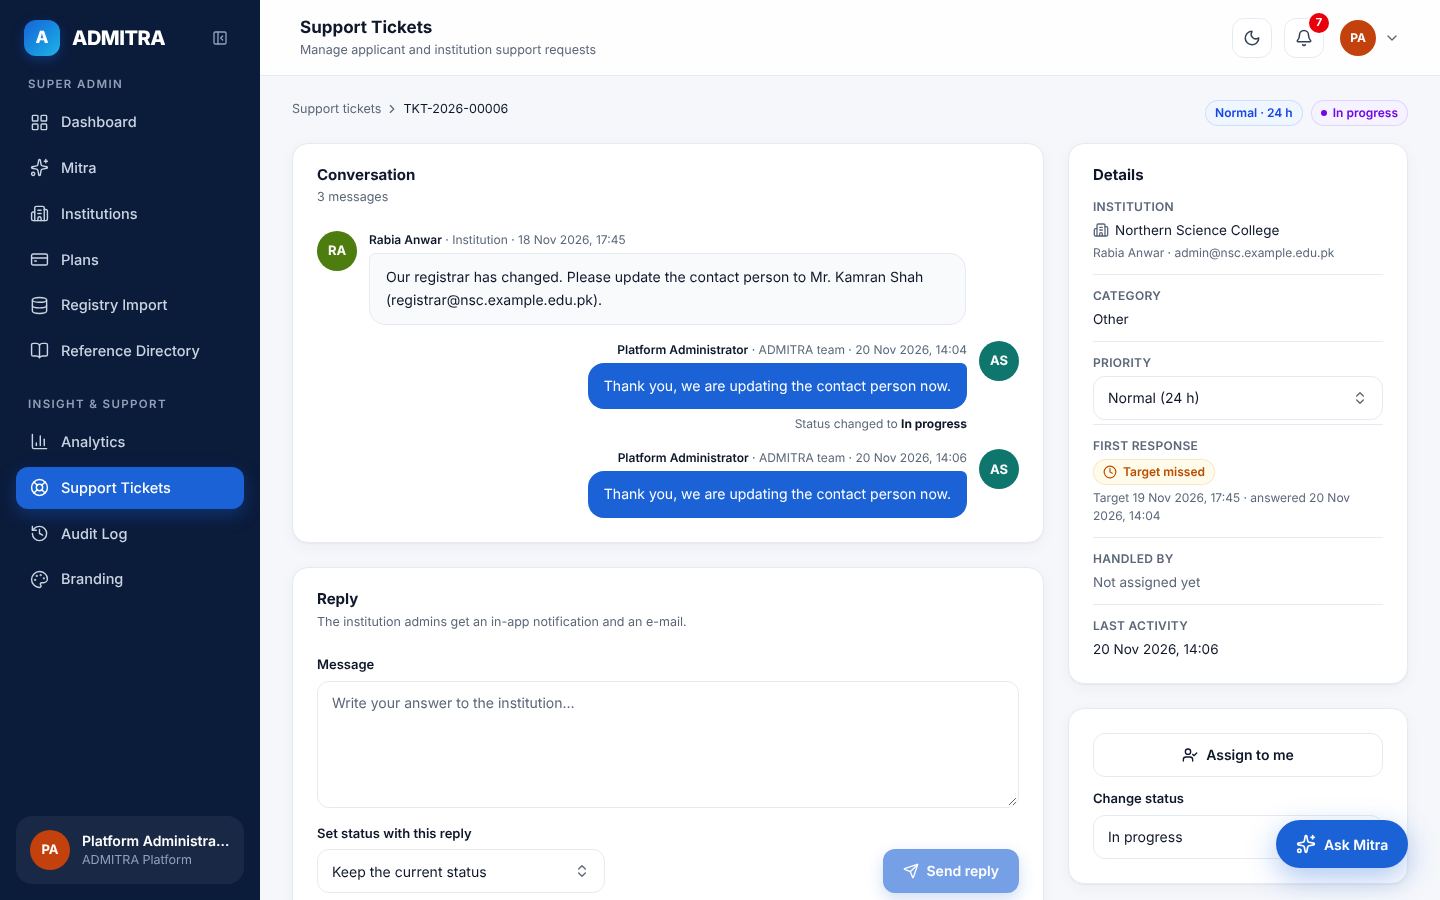 A ADMITRA
SUPER ADMIN
Dashboard
Mitra
Institutions
Plans
Registry Import
Reference Directory
INSIGHT & SUPPORT
Analytics
Support Tickets
Audit Log
Branding
PA
Platform Administra...
ADMITRA Platform
Support Tickets
Manage applicant and institution support requests
7
PA
Support tickets > TKT-2026-00006
Normal · 24 h
In progress
Conversation
3 messages
RA
Rabia Anwar · Institution · 18 Nov 2026, 17:45
Our registrar has changed. Please update the contact person to Mr. Kamran Shah
(registrar@nsc.example.edu.pk).
Platform Administrator · ADMITRA team · 20 Nov 2026, 14:04
AS
Thank you, we are updating the contact person now.
Status changed to In progress
Platform Administrator · ADMITRA team · 20 Nov 2026, 14:06
AS
Thank you, we are updating the contact person now.
Reply
The institution admins get an in-app notification and an e-mail.
Message
Write your answer to the institution...
Set status with this reply
Keep the current status
Send reply
Details
INSTITUTION
Northern Science College
Rabia Anwar · admin@nsc.example.edu.pk
CATEGORY
Other
PRIORITY
Normal (24 h)
FIRST RESPONSE
Target missed
Target 19 Nov 2026, 17:45 · answered 20 Nov
2026, 14:04
HANDLED BY
Not assigned yet
LAST ACTIVITY
20 Nov 2026, 14:06
Assign to me
Change status
In progress
Ask Mitra